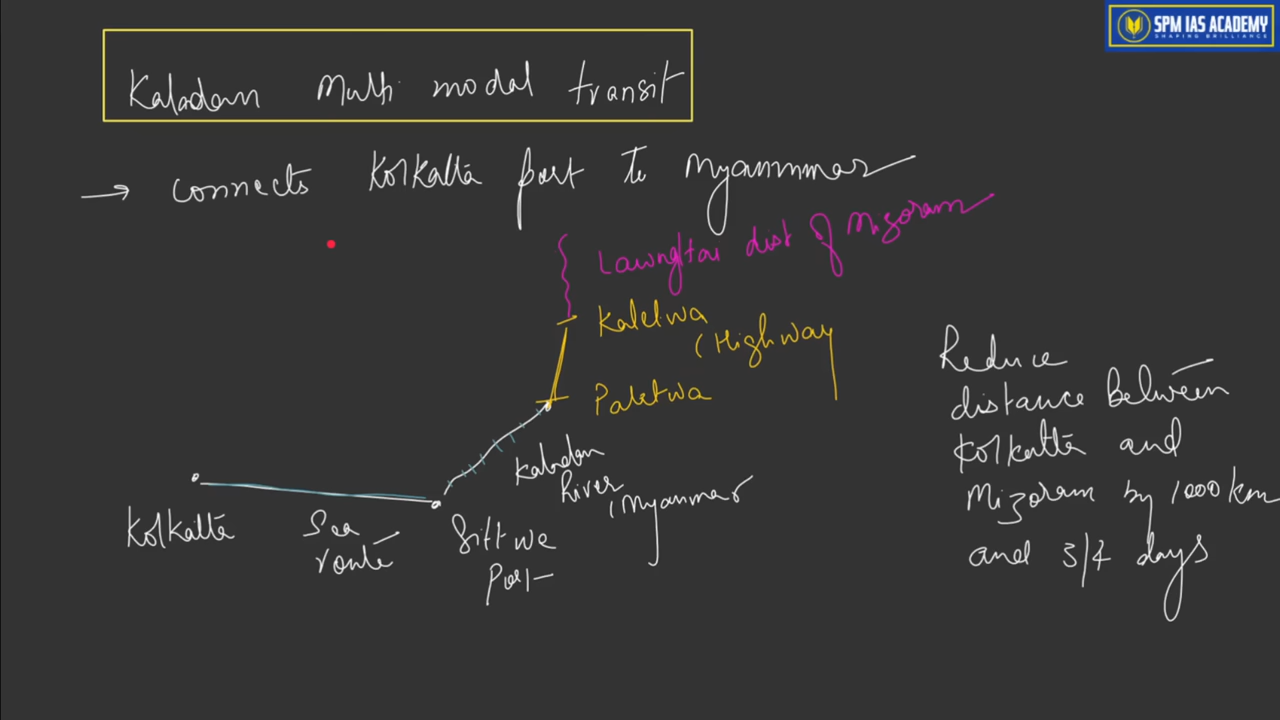 SPM IAS ACADEMY
SHAPING BRILLIANCE
Kaladan Multi modal transit
→ connects Kolkatta port to Myanmmar
Lawngtai dist of Mizoram
Kaletwa
(Highway
Paletwa
Kaladan
River
(Myanmar
Kolkatta
Sea
route
Sittwe
Port
Reduce
distance Between
Kolkatta and
Mizoram by 1000 km
and 3/4 days